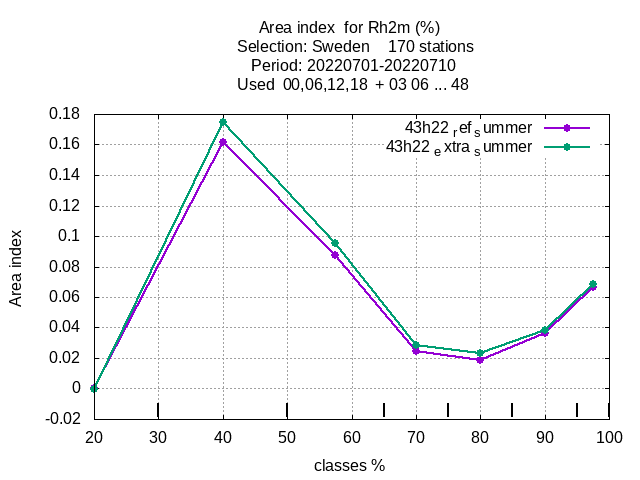 Area index for Rh2m (%)
Selection: Sweden 170 stations
Period: 20220701-20220710
Used 00,06,12,18 + 03 06 ... 48
0.18
43h22 ref summer
0.16
43h22 extra summer
0.14
0.12
0.1
Area index
0.08
0.06
0.04
0.02
0
-0.02
20 30 40 50 60 70 80 90 100
classes %